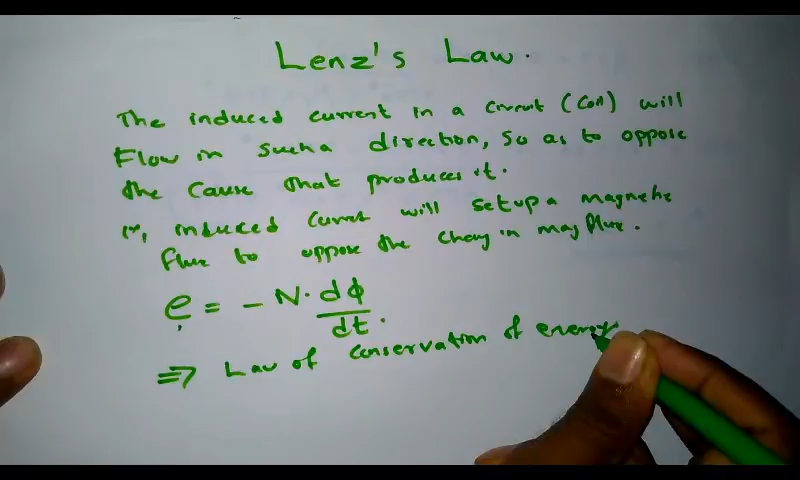 Lenz's Law.
The induced current in a circuit (coil) will
Flow in such a direction, so as to oppose
the cause that produces it.
induced current will setup a magnetic
flux to oppose the change in mag flux.
e = - N. dφ/dt.
⇒ Law of conservation of energy